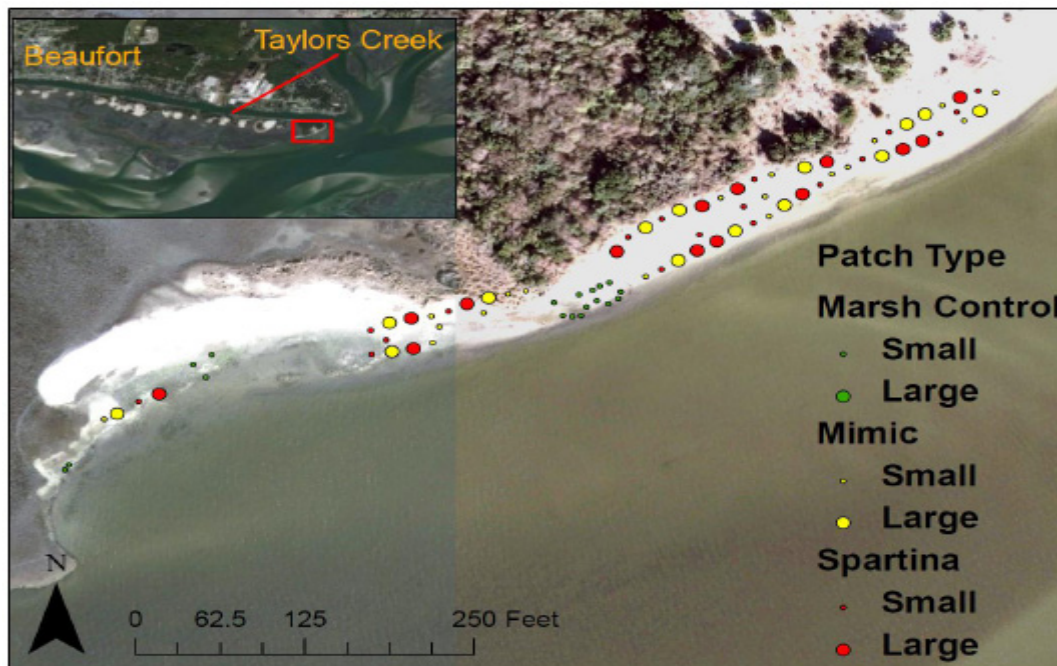 Beaufort
Taylors Creek
Patch Type
Marsh Control
Small
Large
Mimic
Small
Large
Spartina
Small
Large
N
0 62.5 125 250 Feet